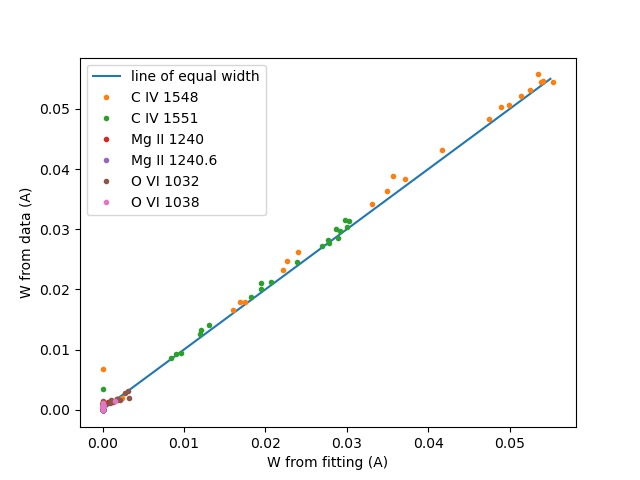 line of equal width
C IV 1548
C IV 1551
Mg II 1240
Mg II 1240.6
O VI 1032
O VI 1038
W from data (A)
0.05
0.04
0.03
0.02
0.01
0.00
0.00 0.01 0.02 0.03 0.04 0.05
W from fitting (A)